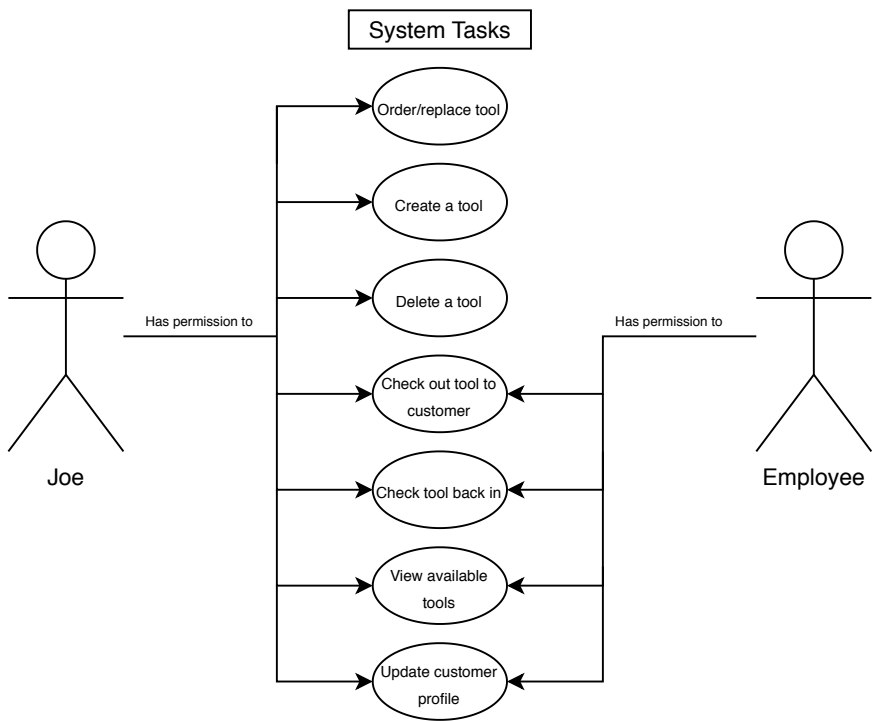 System Tasks
Order/replace tool
Create a tool
Delete a tool
Has permission to
Has permission to
Check out tool to
customer
Joe
Employee
Check tool back in
View available
tools
Update customer
profile